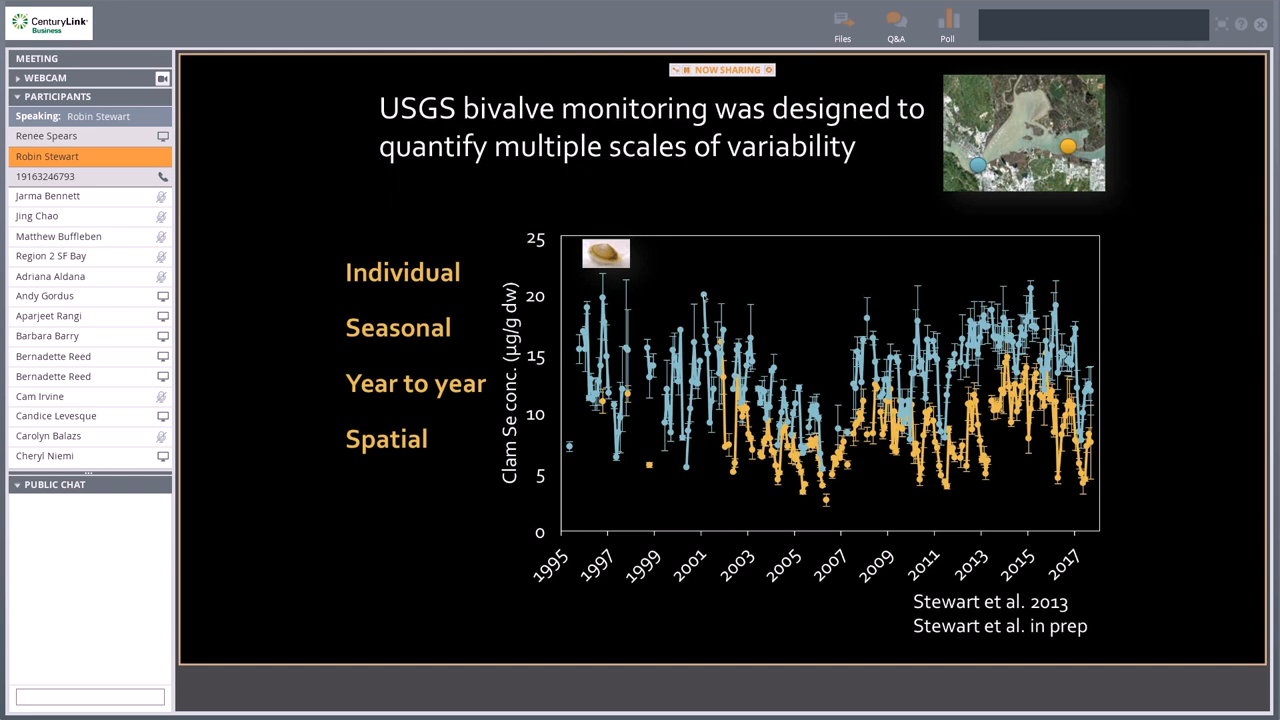 CenturyLink
Business
Files
Q&A
Poll
MEETING
WEBCAM
PARTICIPANTS
Speaking: Robin Stewart
Renee Spears
Robin Stewart
19163246793
Jarma Bennett
Jing Chao
Matthew Buffleben
Region 2 SF Bay
Adriana Aldana
Andy Gordus
Aparjeet Rangi
Barbara Barry
Bernadette Reed
Bernadette Reed
Cam Irvine
Candice Levesque
Carolyn Balazs
Cheryl Niemi
PUBLIC CHAT
NOW SHARING
USGS bivalve monitoring was designed to
quantify multiple scales of variability
Individual
Seasonal
Year to year
Spatial
Clam Se conc. (µg/g dw)
25
20
15
10
5
0
1995
1997
1999
2001
2003
2005
2007
2009
2011
2013
2015
2017
Stewart et al. 2013
Stewart et al. in prep